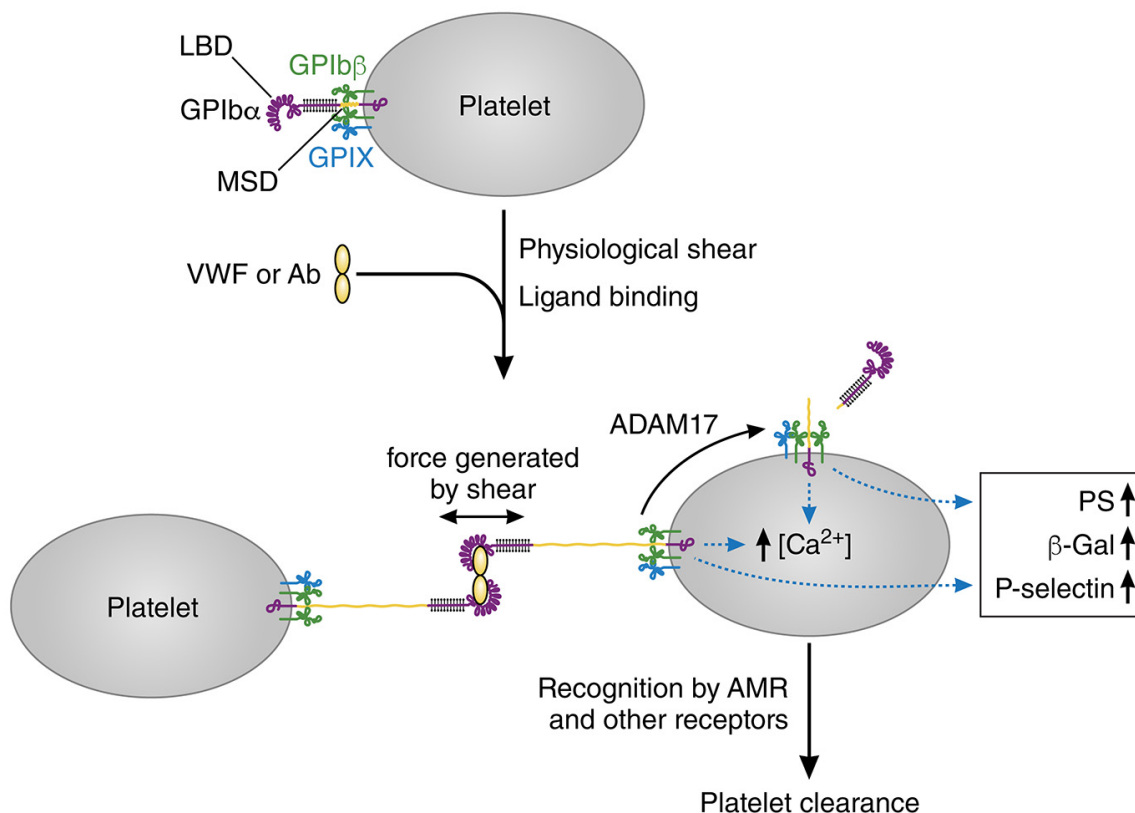 LBD
GPIbβ
GPIbα
Platelet
GPIX
MSD
Physiological shear
VWF or Ab
Ligand binding
ADAM17
force generated
by shear
PS
[Ca²⁺]
β-Gal
P-selectin
Platelet
Recognition by AMR
and other receptors
Platelet clearance